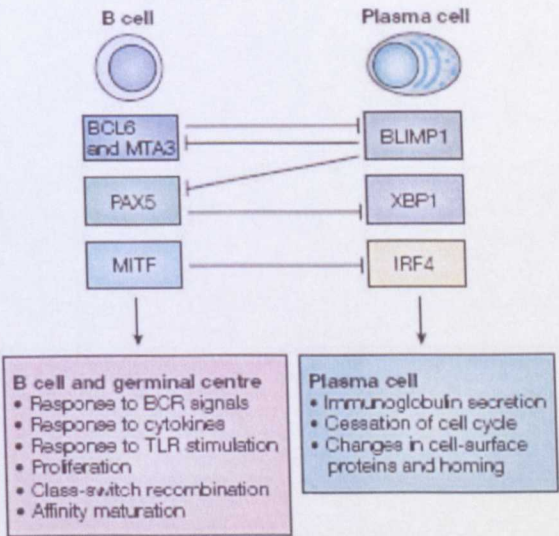 B cell
Plasma cell
BCL6
and MTA3
BLIMP1
PAX5
XBP1
MITF
IRF4
B cell and germinal centre
• Response to BCR signals
• Response to cytokines
• Response to TLR stimulation
• Proliferation
• Class-switch recombination
• Affinity maturation
Plasma cell
• Immunoglobulin secretion
• Cessation of cell cycle
• Changes in cell-surface
proteins and homing